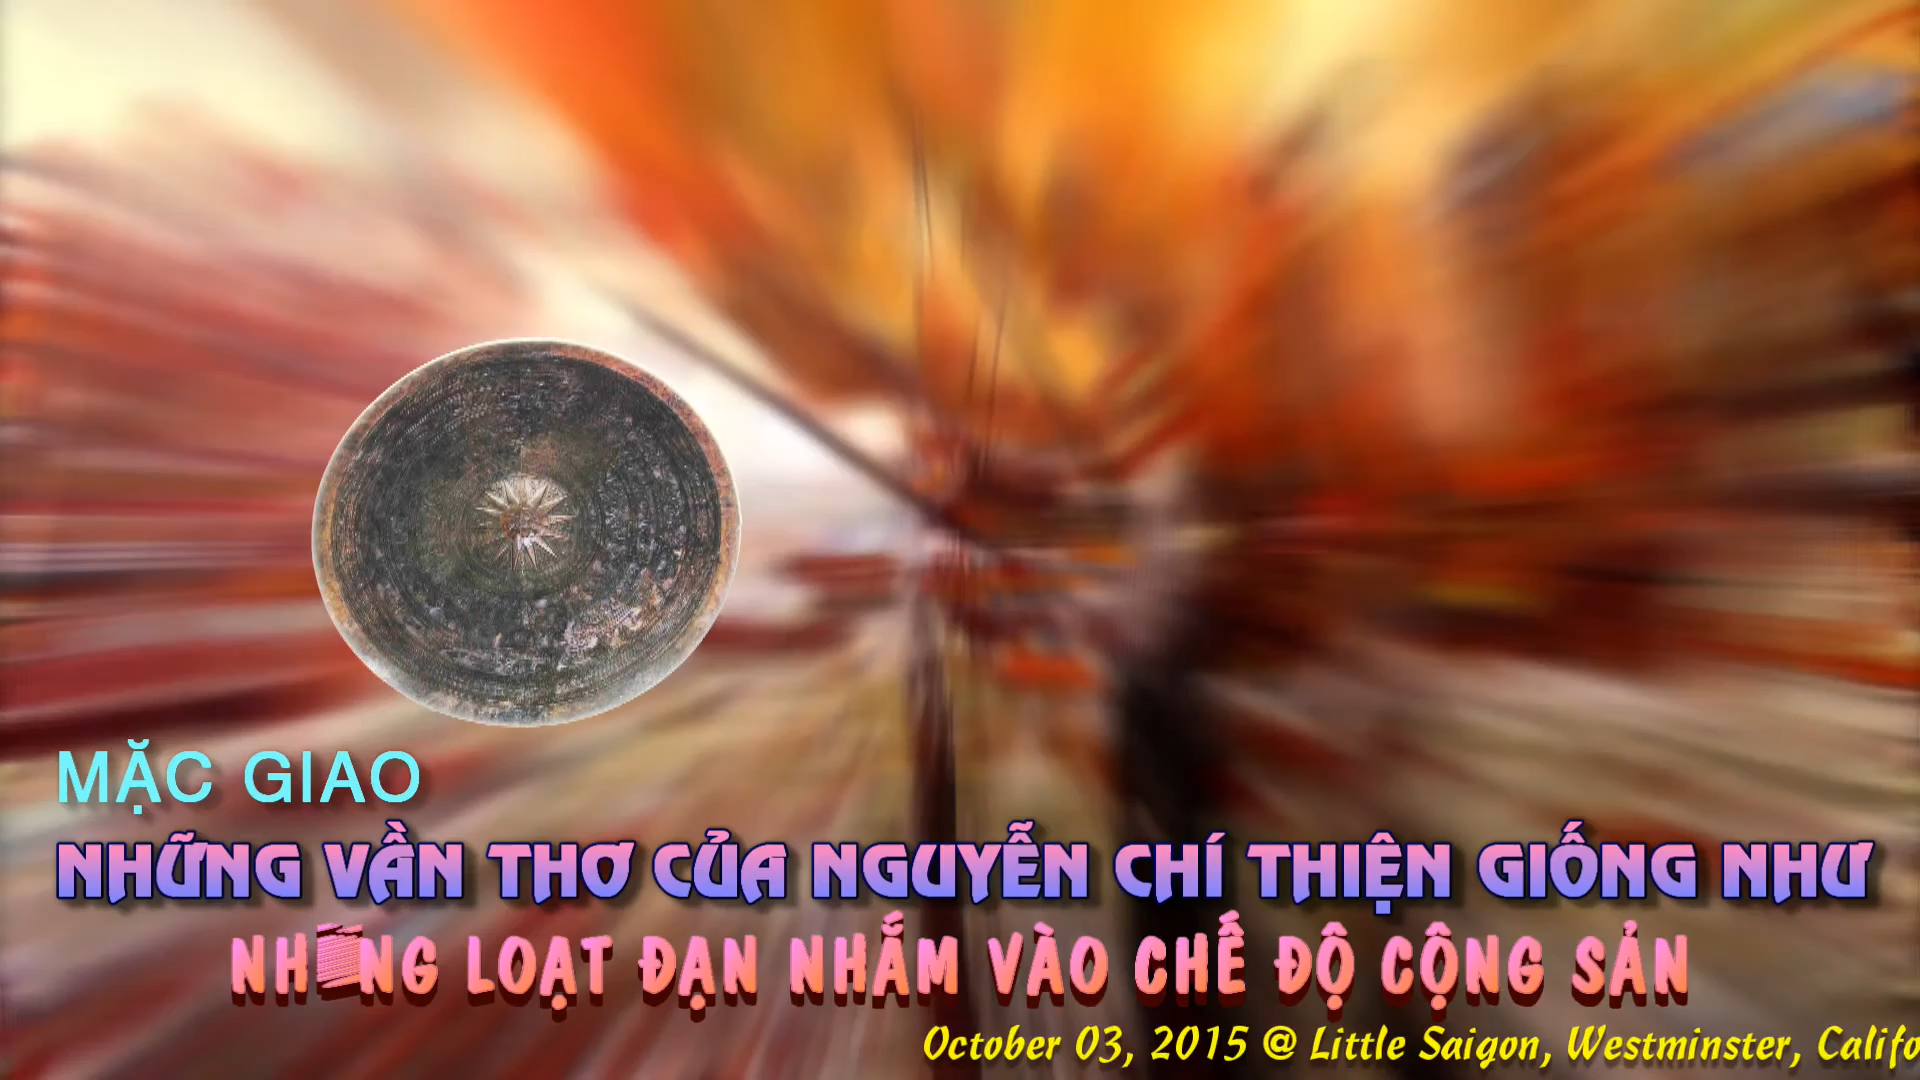 MẶC GIAO
NHỮNG VẦN THƠ CỦA NGUYỄN CHÍ THIỆN GIỐNG NHƯ
LOẠT ĐẠN NHẮM VÀO CHẾ ĐỘ CỘNG SẢN
October 03, 2015 @ Little Saigon, Westminster, Califo